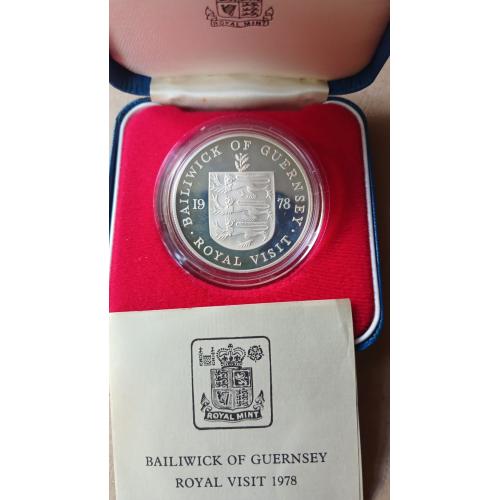 ROYAL MINT
· BAILIWICK OF GUERNSEY ·
19 78
ROYAL VISIT
ROYAL MINT
BAILIWICK OF GUERNSEY
ROYAL VISIT 1978